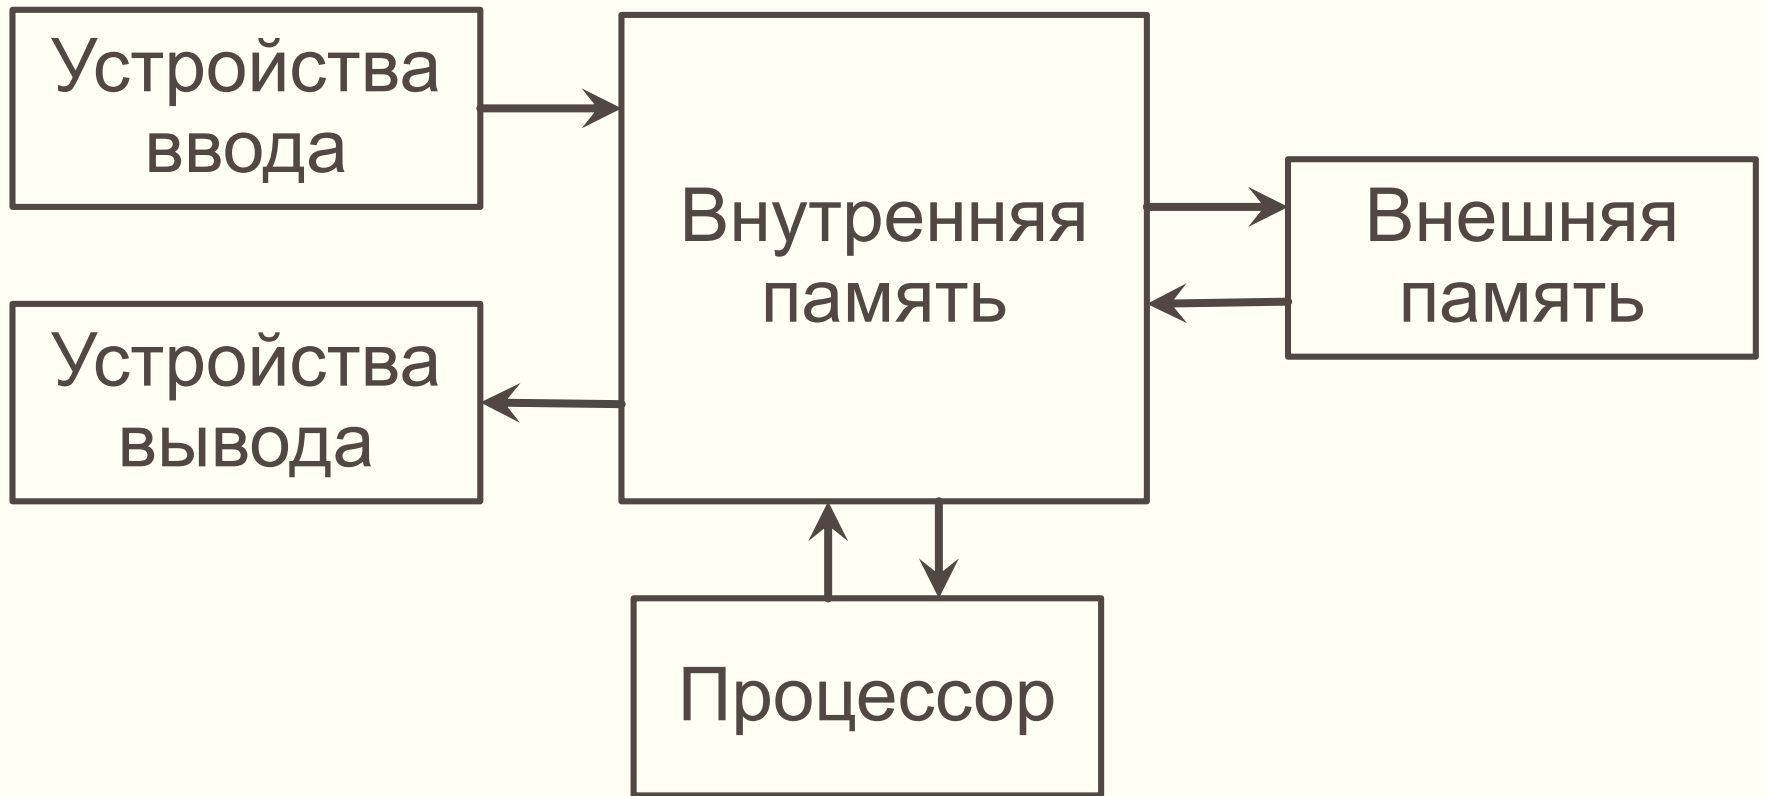 Устройства
ввода
Внутренняя
память
Внешняя
память
Устройства
вывода
Процессор